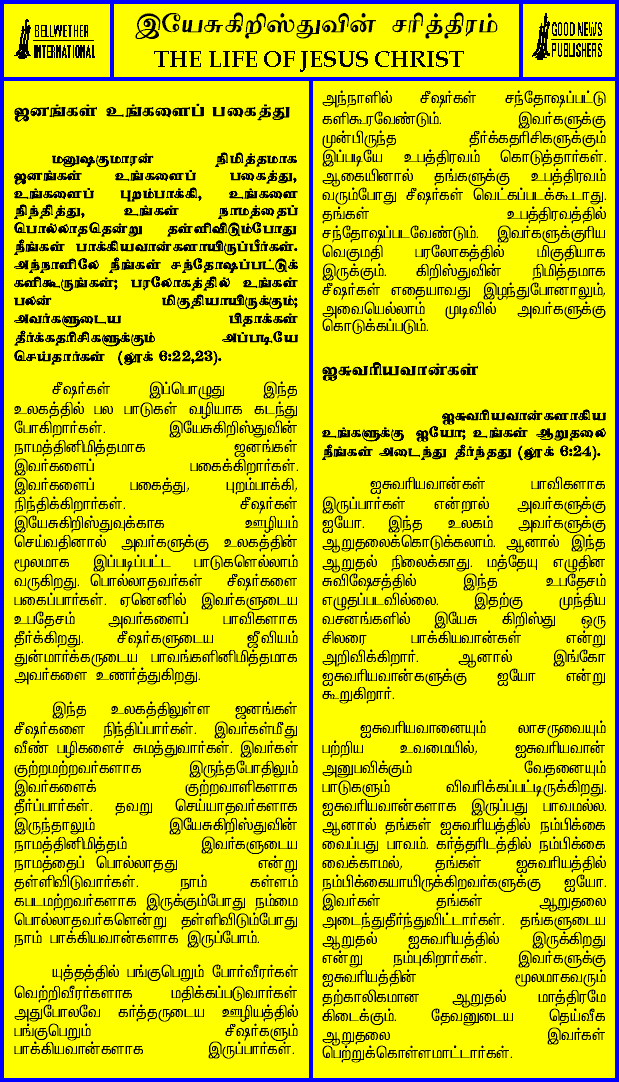 BELLWETHER
INTERNATIONAL
இயேசுகிறிஸ்துவின் சரித்திரம்
THE LIFE OF JESUS CHRIST
GOOD NEWS
PUBLISHERS
ஜனங்கள் உங்களைப் பகைத்து
மனுஷகுமாரன் நிமித்தமாக
ஜனங்கள் உங்களைப் பகைத்து,
உங்களைப் புறம்பாக்கி, உங்களை
நிந்தித்து, உங்கள் நாமத்தைப்
பொல்லாததென்று தள்ளிவிடும்போது
நீங்கள் பாக்கியவான்களாயிருப்பீர்கள்.
அந்நாளிலே நீங்கள் சந்தோஷப்பட்டுக்
களிகூருங்கள்; பரலோகத்தில் உங்கள்
பலன் மிகுதியாயிருக்கும்;
அவர்களுடைய பிதாக்கள்
தீர்க்கதரிசிகளுக்கும் அப்படியே
செய்தார்கள் (லூக் 6:22,23).
சீஷர்கள் இப்பொழுது இந்த
உலகத்தில் பல பாடுகள் வழியாக கடந்து
போகிறார்கள். இயேசுகிறிஸ்துவின்
நாமத்தினிமித்தமாக ஜனங்கள்
இவர்களைப் பகைக்கிறார்கள்.
இவர்களைப் பகைத்து, புறம்பாக்கி,
நிந்திக்கிறார்கள். சீஷர்கள்
இயேசுகிறிஸ்துவுக்காக ஊழியம்
செய்வதினால் அவர்களுக்கு உலகத்தின்
மூலமாக இப்படிப்பட்ட பாடுகளெல்லாம்
வருகிறது. பொல்லாதவர்கள் சீஷர்களை
பகைப்பார்கள். ஏனெனில் இவர்களுடைய
உபதேசம் அவர்களைப் பாவிகளாக
தீர்க்கிறது. சீஷர்களுடைய ஜீவியம்
துன்மார்க்கருடைய பாவங்களினிமித்தமாக
அவர்களை உணர்த்துகிறது.
இந்த உலகத்திலுள்ள ஜனங்கள்
சீஷர்களை நிந்திப்பார்கள். இவர்கள்மீது
வீண் பழிகளைச் சுமத்துவார்கள். இவர்கள்
குற்றமற்றவர்களாக இருந்தபோதிலும்
இவர்களைக் குற்றவாளிகளாக
தீர்ப்பார்கள். தவறு செய்யாதவர்களாக
இருந்தாலும் இயேசுகிறிஸ்துவின்
நாமத்தினிமித்தம் இவர்களுடைய
நாமத்தைப் பொல்லாதது என்று
தள்ளிவிடுவார்கள். நாம் கள்ளம்
கபடமற்றவர்களாக இருக்கும்போது நம்மை
பொல்லாதவர்களென்று தள்ளிவிடும்போது
நாம் பாக்கியவான்களாக இருப்போம்.
யுத்தத்தில் பங்குபெறும் போர்வீரர்கள்
வெற்றிவீரர்களாக மதிக்கப்படுவார்கள்
அதுபோலவே கர்த்தருடைய ஊழியத்தில்
பங்குபெறும் சீஷர்களும்
பாக்கியவான்களாக இருப்பார்கள்.
அந்நாளில் சீஷர்கள் சந்தோஷப்பட்டு
களிகூரவேண்டும். இவர்களுக்கு
முன்பிருந்த தீர்க்கதரிசிகளுக்கும்
இப்படியே உபத்திரவம் கொடுத்தார்கள்.
ஆகையினால் தங்களுக்கு உபத்திரவம்
வரும்போது சீஷர்கள் வெட்கப்படக்கூடாது.
தங்கள் உபத்திரவத்தில்
சந்தோஷப்படவேண்டும். இவர்களுக்குரிய
வெகுமதி பரலோகத்தில் மிகுதியாக
இருக்கும். கிறிஸ்துவின் நிமித்தமாக
சீஷர்கள் எதையாவது இழந்துபோனாலும்,
அவையெல்லாம் முடிவில் அவர்களுக்கு
கொடுக்கப்படும்.
ஐசுவரியவான்கள்
ஐசுவரியவான்களாகிய
உங்களுக்கு ஐயோ; உங்கள் ஆறுதலை
நீங்கள் அடைந்து தீர்ந்தது (லூக் 6:24).
ஐசுவரியவான்கள் பாவிகளாக
இருப்பார்கள் என்றால் அவர்களுக்கு
ஐயோ. இந்த உலகம் அவர்களுக்கு
ஆறுதலைக்கொடுக்கலாம். ஆனால் இந்த
ஆறுதல் நிலைக்காது. மத்தேயு எழுதின
சுவிஷேசத்தில் இந்த உபதேசம்
எழுதப்படவில்லை. இதற்கு முந்திய
வசனங்களில் இயேசு கிறிஸ்து ஒரு
சிலரை பாக்கியவான்கள் என்று
அறிவிக்கிறார். ஆனால் இங்கோ
ஐசுவரியவான்களுக்கு ஐயோ என்று
கூறுகிறார்.
ஐசுவரியவானையும் லாசருவையும்
பற்றிய உவமையில், ஐசுவரியவான்
அனுபவிக்கும் வேதனையும்
பாடுகளும் விவரிக்கப்பட்டிருக்கிறது.
ஐசுவரியவான்களாக இருப்பது பாவமல்ல.
ஆனால் தங்கள் ஐசுவரியத்தில் நம்பிக்கை
வைப்பது பாவம். கர்த்தரிடத்தில் நம்பிக்கை
வைக்காமல், தங்கள் ஐசுவரியத்தில்
நம்பிக்கையாயிருக்கிறவர்களுக்கு ஐயோ.
இவர்கள் தங்கள் ஆறுதலை
அடைந்துதீர்ந்துவிட்டார்கள். தங்களுடைய
ஆறுதல் ஐசுவரியத்தில் இருக்கிறது
என்று நம்புகிறார்கள். இவர்களுக்கு
ஐசுவரியத்தின் மூலமாகவரும்
தற்காலிகமான ஆறுதல் மாத்திரமே
கிடைக்கும். தேவனுடைய தெய்வீக
ஆறுதலை இவர்கள்
பெற்றுக்கொள்ளமாட்டார்கள்.